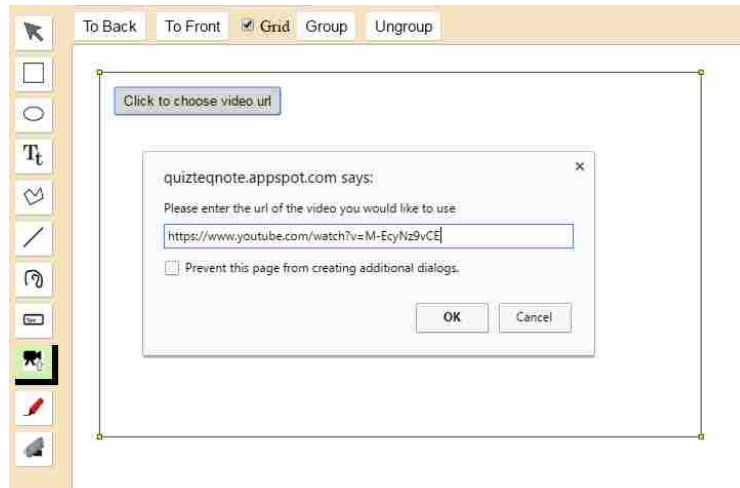 To Back To Front Grid Group Ungroup
Click to choose video url
quizteqnote.appspot.com says:
Please enter the url of the video you would like to use
https://www.youtube.com/watch?v=M-EcyNz9vCE
Prevent this page from creating additional dialogs.
OK Cancel
Tt